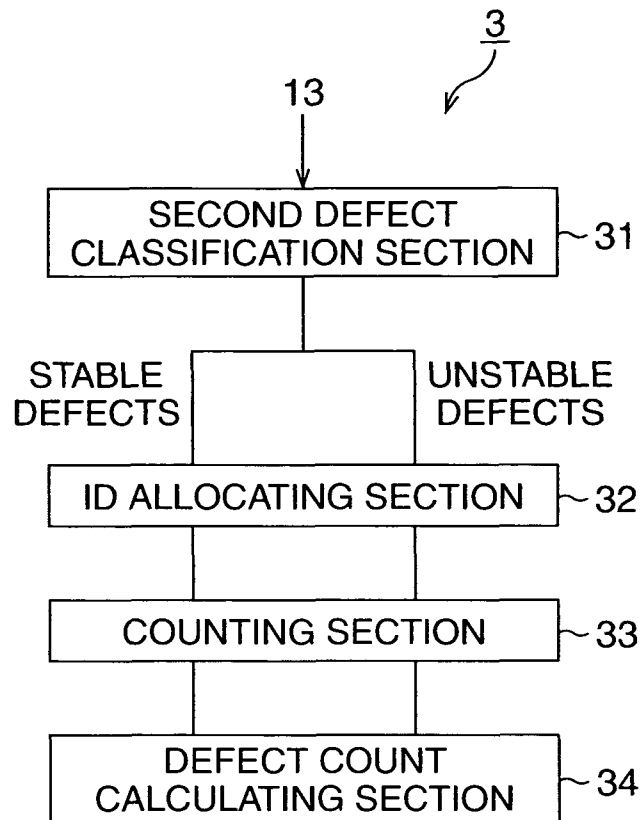 3
13
SECOND DEFECT
CLASSIFICATION SECTION
31
STABLE
DEFECTS
UNSTABLE
DEFECTS
ID ALLOCATING SECTION
32
COUNTING SECTION
33
DEFECT COUNT
CALCULATING SECTION
34